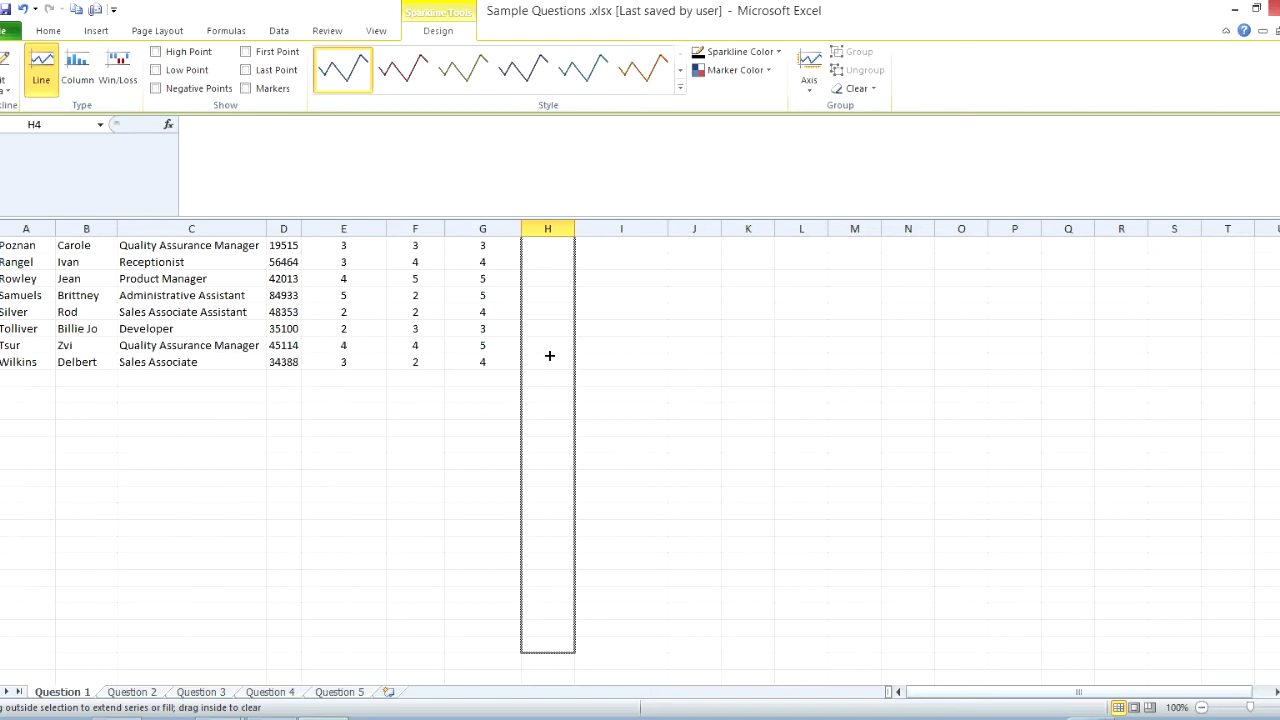 Sparkline Tools
Sample Questions .xlsx [Last saved by user] - Microsoft Excel
Home Insert Page Layout Formulas Data Review View Design
High Point First Point Sparkline Color Group
Line Column Win/Loss Low Point Last Point Marker Color Axis Ungroup
Negative Points Markers Clear
Type Show Style Group
H4 fx
A B C D E F G H I J K L M N O P Q R S T
Poznan Carole Quality Assurance Manager 19515 3 3 3
Rangel Ivan Receptionist 56464 3 4 4
Rowley Jean Product Manager 42013 4 5 5
Samuels Brittney Administrative Assistant 84933 5 2 5
Silver Rod Sales Associate Assistant 48353 2 2 4
Tolliver Billie Jo Developer 35100 2 3 3
Tsur Zvi Quality Assurance Manager 45114 4 4 5
Wilkins Delbert Sales Associate 34388 3 2 4
Question 1 Question 2 Question 3 Question 4 Question 5
g outside selection to extend series or fill; drag inside to clear 100%